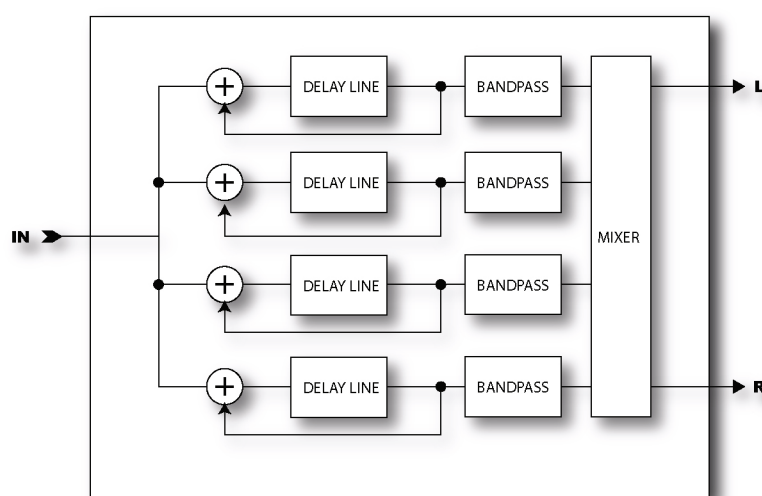 DELAY LINE
BANDPASS
L
DELAY LINE
BANDPASS
IN
MIXER
DELAY LINE
BANDPASS
DELAY LINE
BANDPASS
R